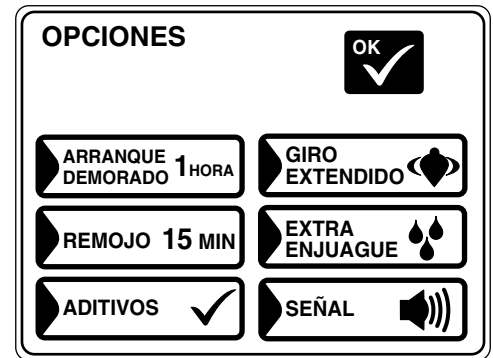 OPCIONES
OK
ARRANQUE
DEMORADO 1 HORA
GIRO
EXTENDIDO
REMOJO 15 MIN
EXTRA
ENJUAGUE
ADITIVOS
SEÑAL